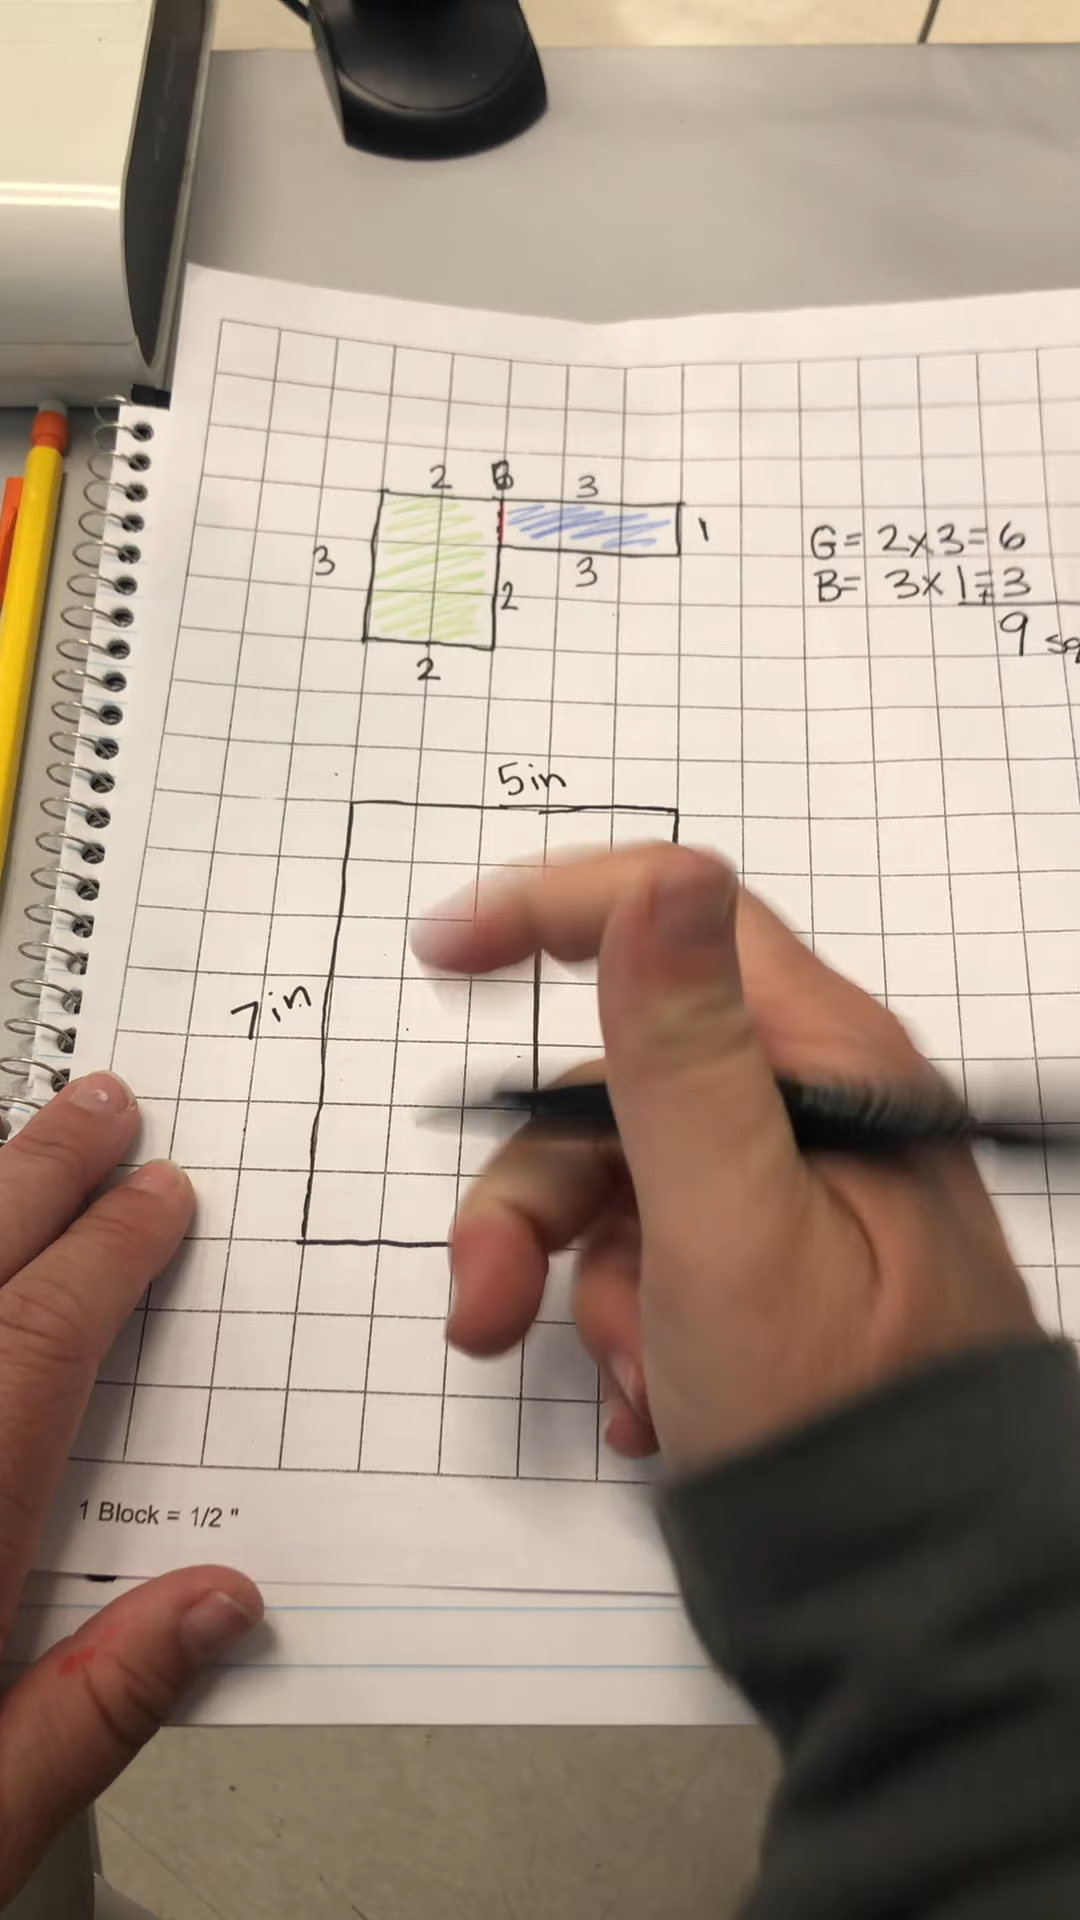 2 3
3
1
3
2
2
G= 2x3=6
B= 3x1=3
+
9
5in
7in
1 Block = 1/2 "